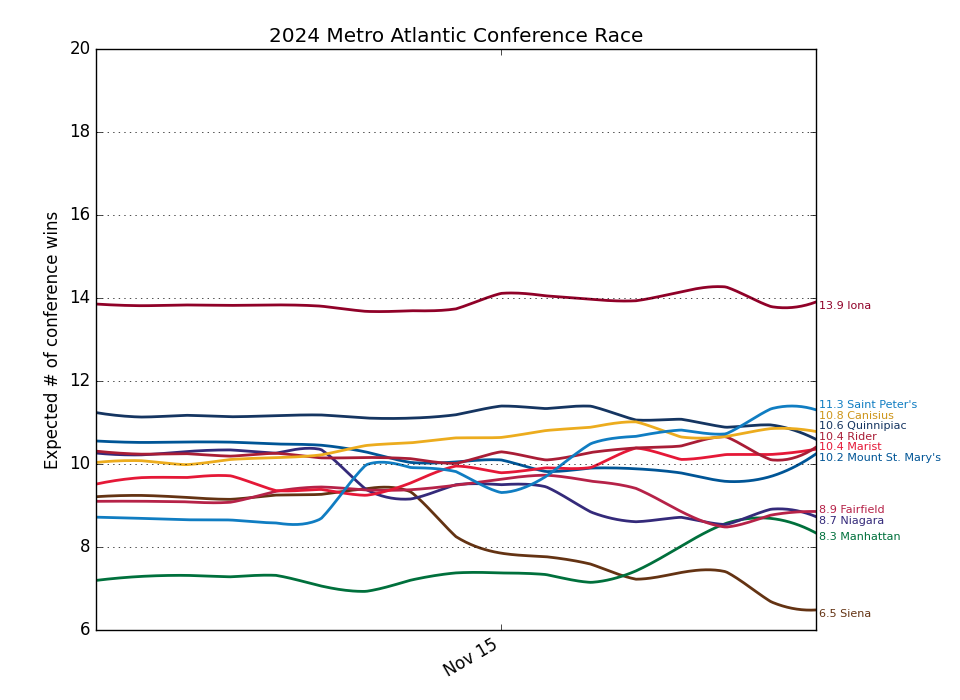 2024 Metro Atlantic Conference Race
Expected # of conference wins
20
18
16
14
12
10
8
6
Nov 15
13.9 Iona
11.3 Saint Peter's
10.8 Canisius
10.6 Quinnipiac
10.4 Rider
10.4 Marist
10.2 Mount St. Mary's
8.9 Fairfield
8.7 Niagara
8.3 Manhattan
6.5 Siena